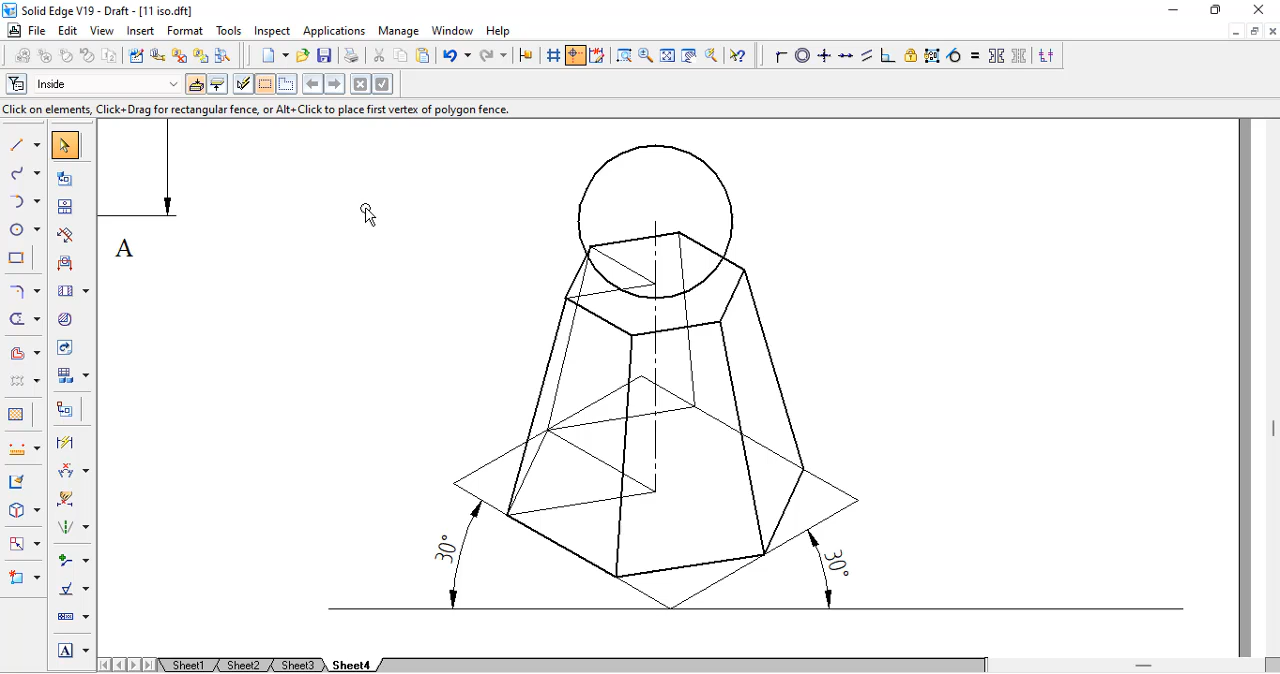 Solid Edge V19 - Draft - [11 iso.dft]
File Edit View Insert Format Tools Inspect Applications Manage Window Help
Inside
Click on elements, Click+Drag for rectangular fence, or Alt+Click to place first vertex of polygon fence.
A
30°
30°
A
Sheet1 Sheet2 Sheet3 Sheet4